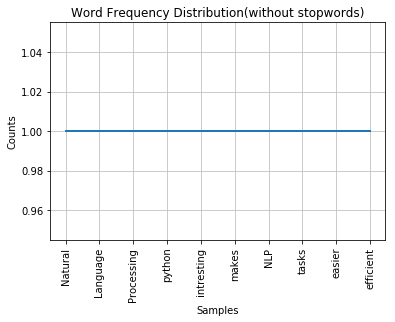 Word Frequency Distribution(without stopwords)
1.04
1.02
1.00
0.98
0.96
Counts
Natural
Language
Processing
python
intresting
makes
NLP
tasks
easier
efficient
Samples